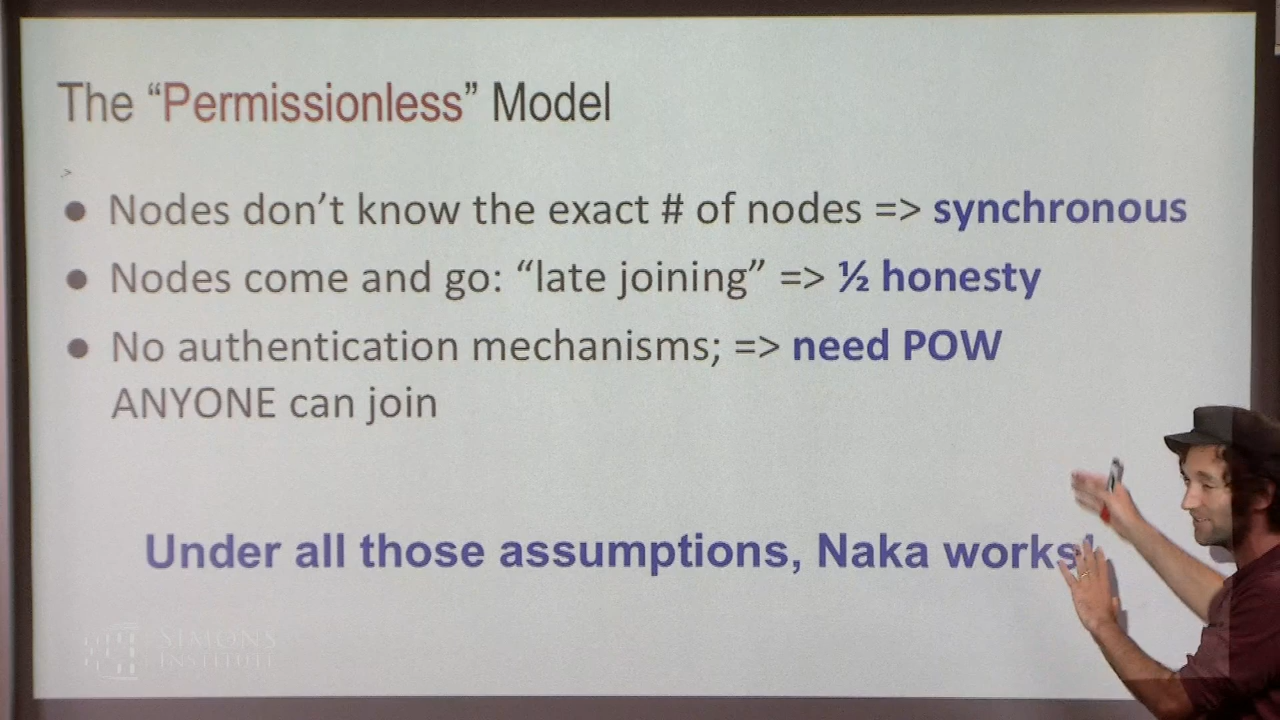 The “Permissionless” Model
● Nodes don’t know the exact # of nodes => synchronous
● Nodes come and go: “late joining” => ½ honesty
● No authentication mechanisms; => need POW
ANYONE can join
Under all those assumptions, Naka works!
SIMONS
INSTITUTE